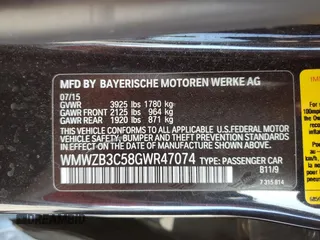 MFD BY BAYERISCHE MOTOREN WERKE AG
07/15
GVWR 3925 lbs 1780 kg
GAWR FRONT 2125 lbs 964 kg
GAWR REAR 1920 lbs 871 kg
THIS VEHICLE CONFORMS TO ALL APPLICABLE U.S.FEDERAL MOTOR
VEHICLE SAFETY, BUMPER, AND THEFT PREVENTION STANDARDS
IN EFFECT ON THE DATE OF MANUFACTURE SHOWN ABOVE.
WMWZB3C58GWR47074 TYPE: PASSENGER CAR
B11/9
7 315 814